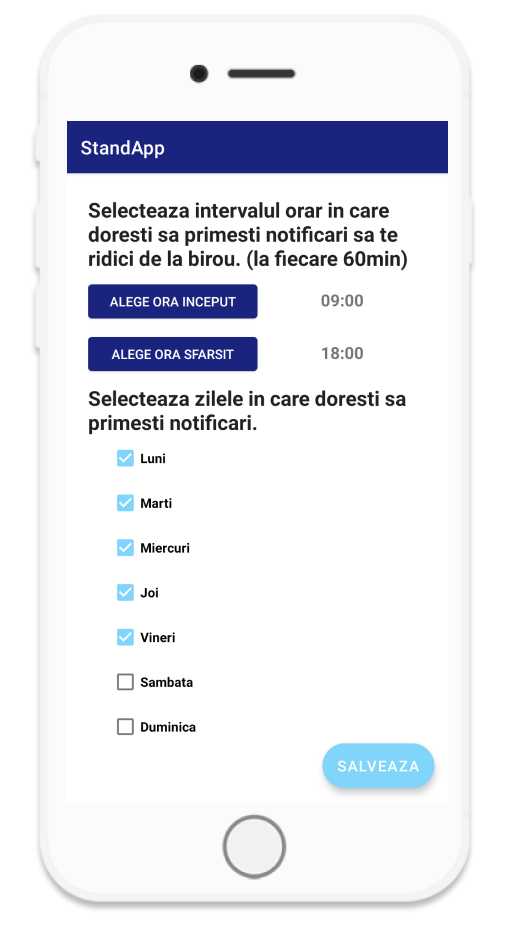 StandApp
Selecteaza intervalul orar in care
doresti sa primesti notificari sa te
ridici de la birou. (la fiecare 60min)
ALEGE ORA INCEPUT 09:00
ALEGE ORA SFARSIT 18:00
Selecteaza zilele in care doresti sa
primesti notificari.
Luni
Marti
Miercuri
Joi
Vineri
Sambata
Duminica
SALVEAZA